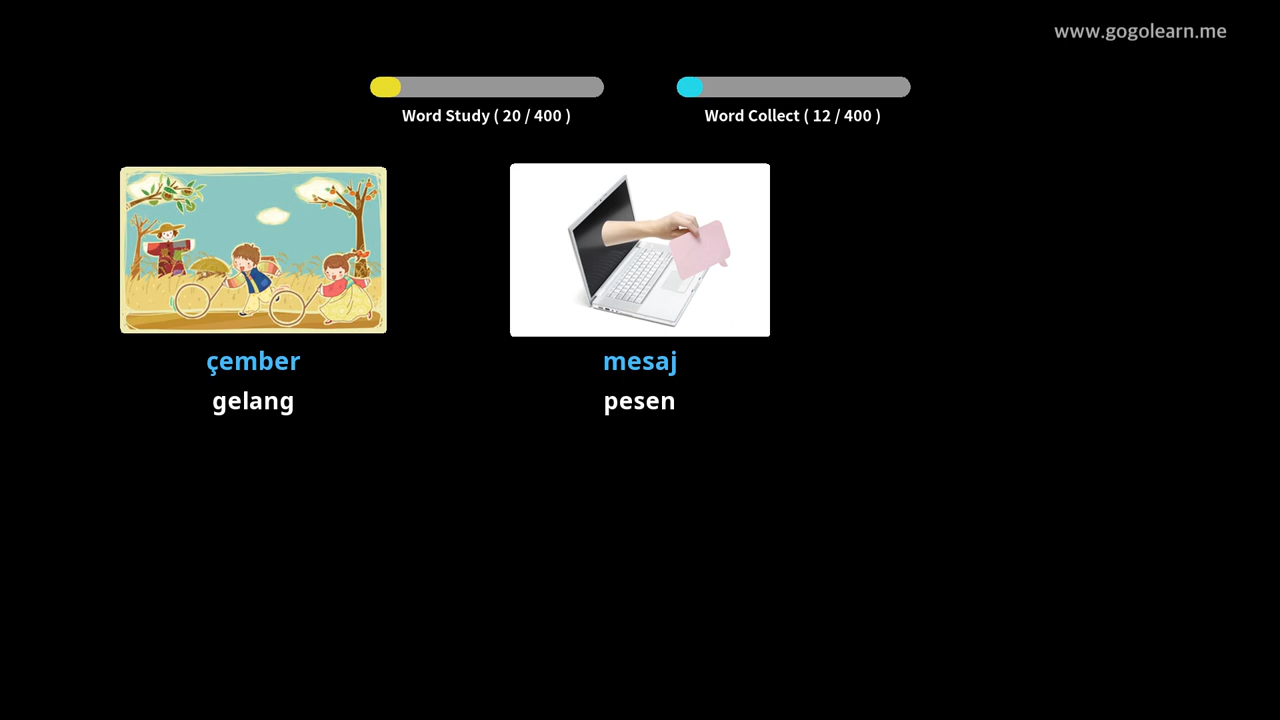 www.gogolearn.me
Word Study ( 20 / 400 )
Word Collect ( 12 / 400 )
çember
gelang
mesaj
pesen